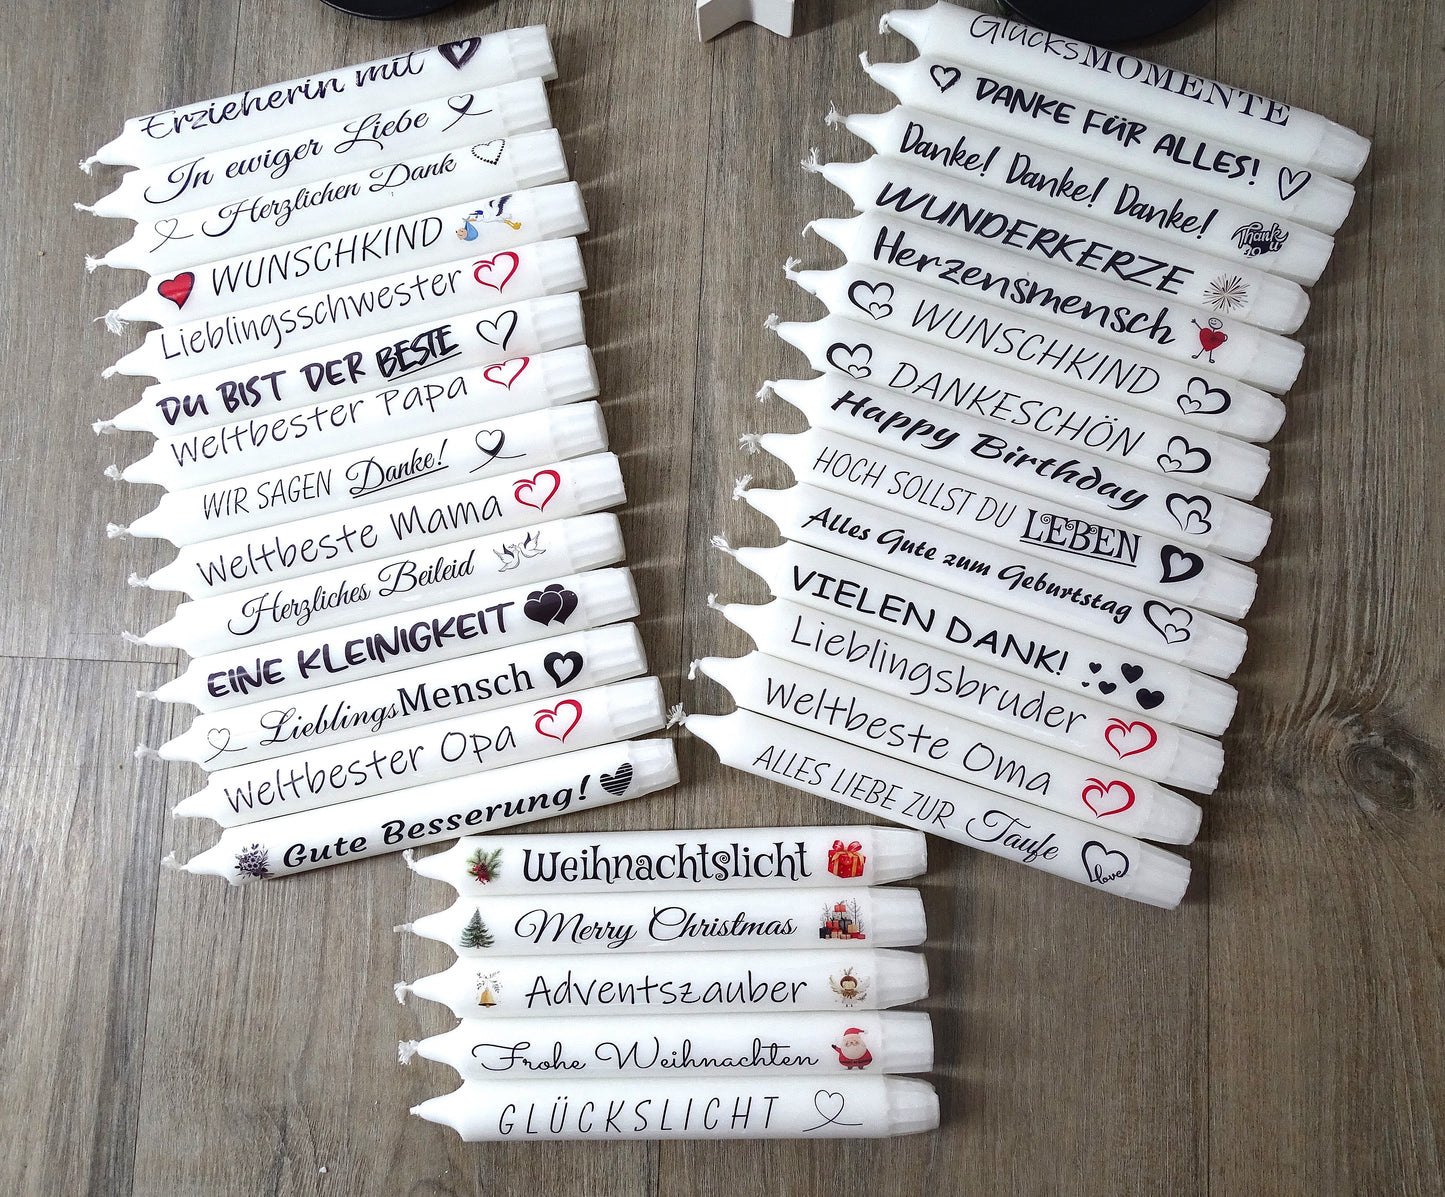 Erzieherin mit
In ewiger Liebe
Herzlichen Dank
WUNSCHKIND
Lieblingsschwester
DU BIST DER BESTE
Weltbester Papa
WIR SAGEN Danke!
Weltbeste Mama
Herzliches Beileid
EINE KLEINIGKEIT
LieblingsMensch
Weltbester Opa
Gute Besserung!
GlücksMOMENTE
DANKE FÜR ALLES!
Danke! Danke! Danke!
Thank
u
WUNDERKERZE
Herzensmensch
WUNSCHKIND
DANKESCHÖN
Happy Birthday
HOCH SOLLST DU LEBEN
Alles Gute zum Geburtstag
VIELEN DANK!
Lieblingsbruder
Weltbeste Oma
ALLES LIEBE ZUR Taufe
Love
Weihnachtslicht
Merry Christmas
Adventszauber
Frohe Weihnachten
GLÜCKSLICHT